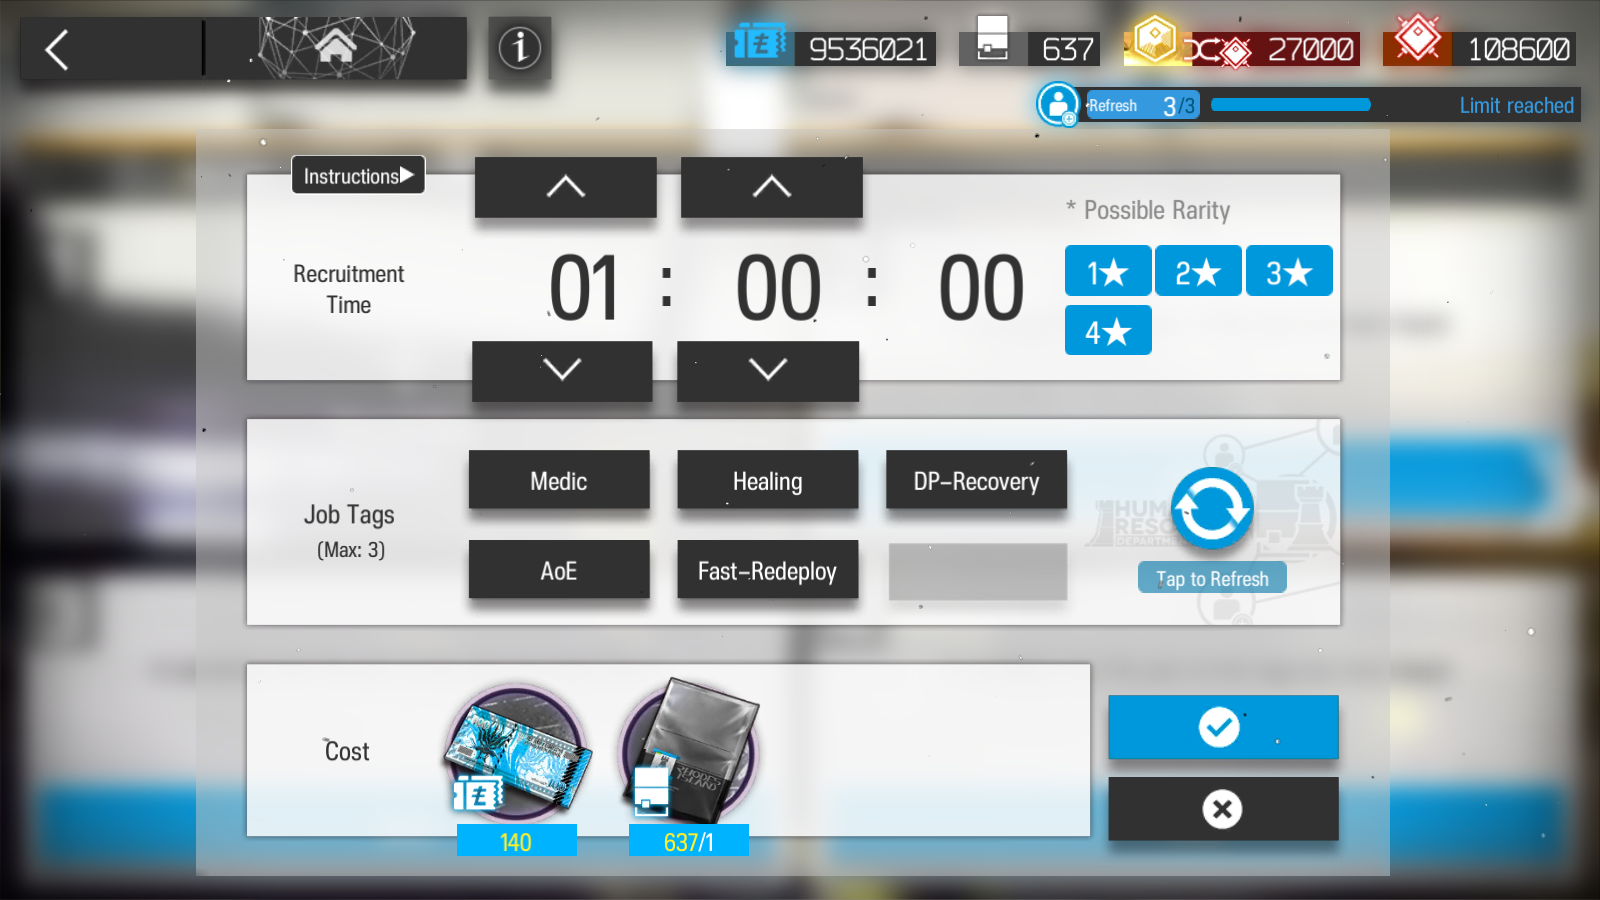 9536021
637
27000
108600
Refresh 3/3
Limit reached
Instructions
* Possible Rarity
Recruitment
Time
01 : 00 : 00
1★ 2★ 3★
4★
Job Tags
(Max: 3)
Medic
Healing
DP-Recovery
AoE
Fast-Redeploy
Tap to Refresh
Cost
RHODES
ISLAND
140
637/1